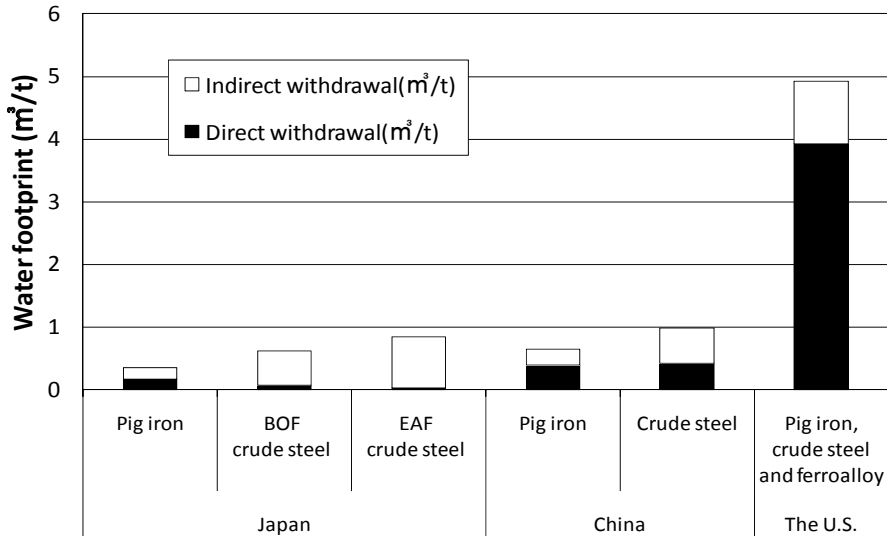 Water footprint (㎥/t)
6
5
4
3
2
1
0
Indirect withdrawal(㎥/t)
Direct withdrawal(㎥/t)
Pig iron
BOF
crude steel
EAF
crude steel
Pig iron
Crude steel
Pig iron,
crude steel
and ferroalloy
Japan
China
The U.S.